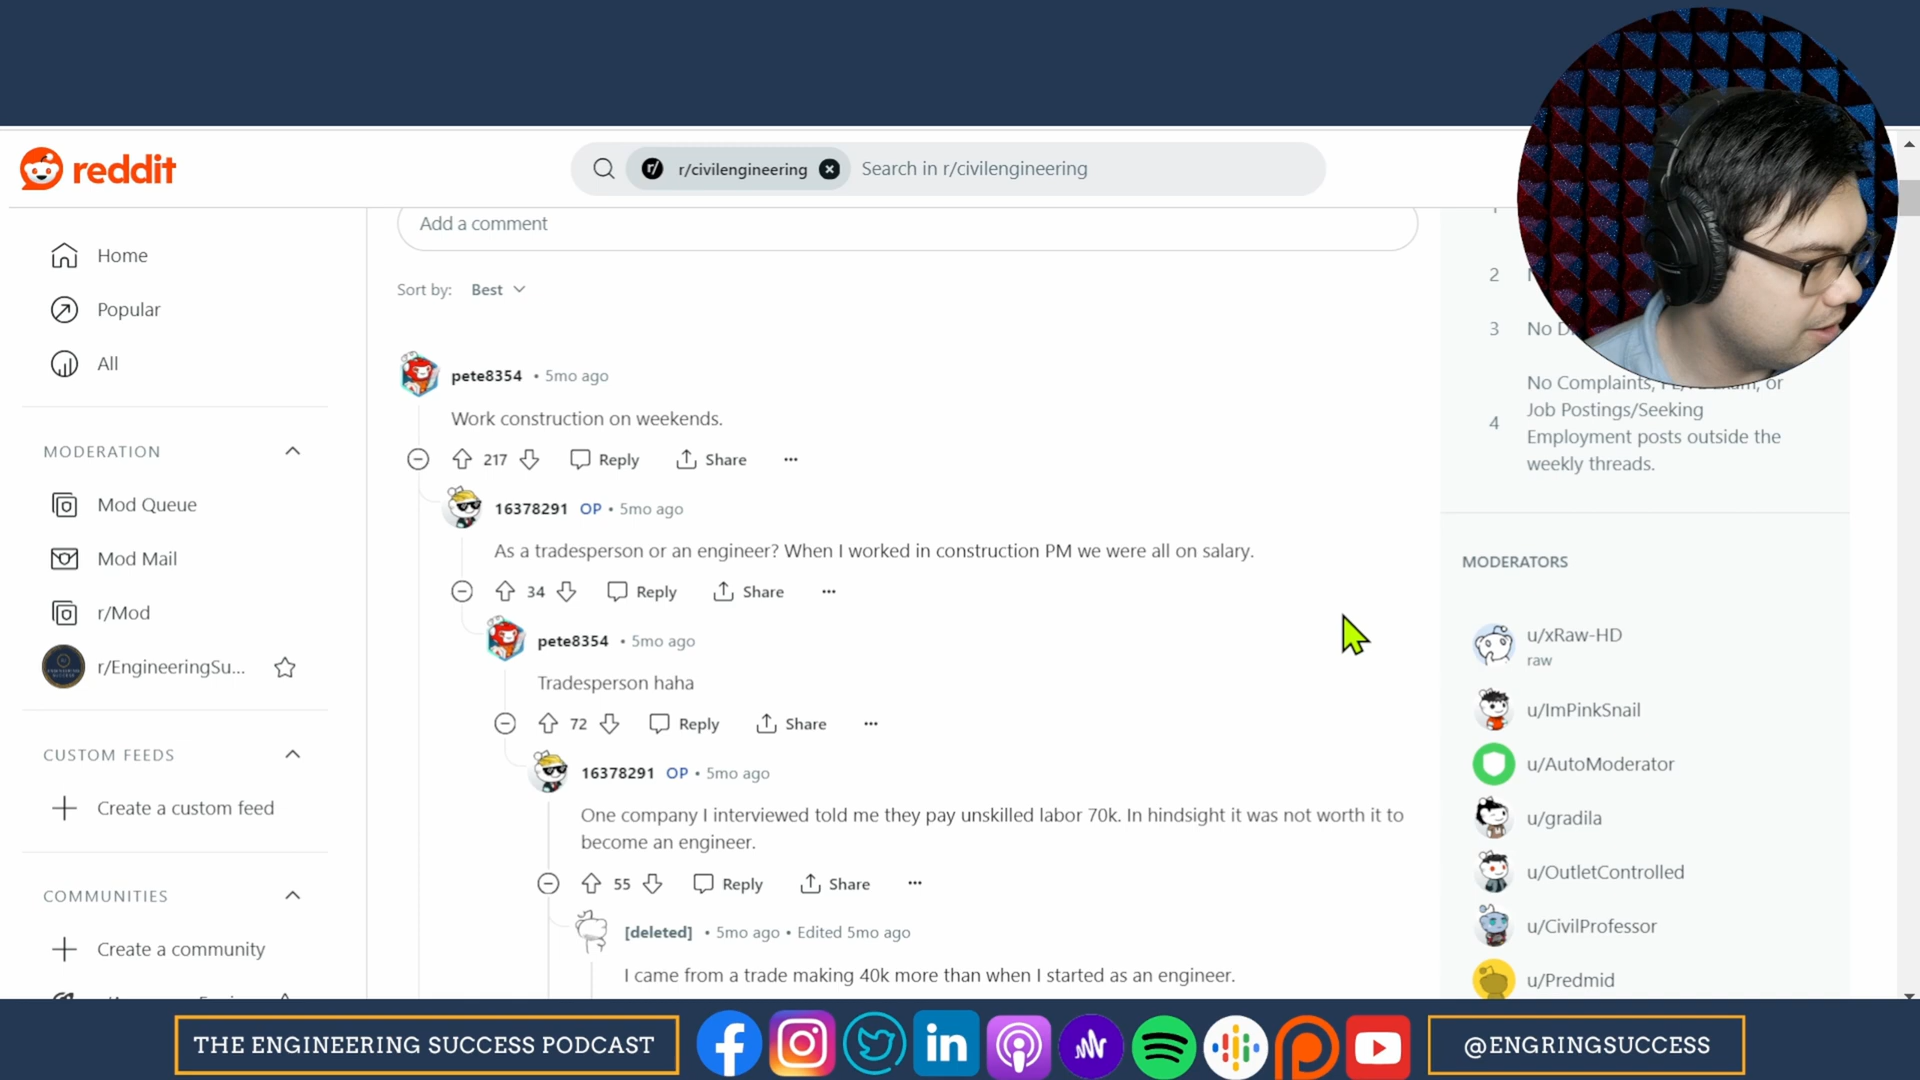 reddit
r/civilengineering
Search in r/civilengineering
Home
Popular
All
MODERATION
Mod Queue
Mod Mail
r/Mod
r/EngineeringSu...
CUSTOM FEEDS
Create a custom feed
COMMUNITIES
Create a community
Add a comment
Sort by: Best
pete8354 • 5mo ago
Work construction on weekends.
217 Reply Share ...
16378291 OP • 5mo ago
As a tradesperson or an engineer? When I worked in construction PM we were all on salary.
34 Reply Share ...
pete8354 • 5mo ago
Tradesperson haha
72 Reply Share ...
16378291 OP • 5mo ago
One company I interviewed told me they pay unskilled labor 70k. In hindsight it was not worth it to
become an engineer.
55 Reply Share ...
[deleted] • 5mo ago • Edited 5mo ago
I came from a trade making 40k more than when I started as an engineer.
2
3 No
No Complaints, or
4 Job Postings/Seeking
Employment posts outside the
weekly threads.
MODERATORS
u/xRaw-HD
raw
u/ImPinkSnail
u/AutoModerator
u/gradila
u/OutletControlled
u/CivilProfessor
u/Predmid
THE ENGINEERING SUCCESS PODCAST
in
@ENGRINGSUCCESS